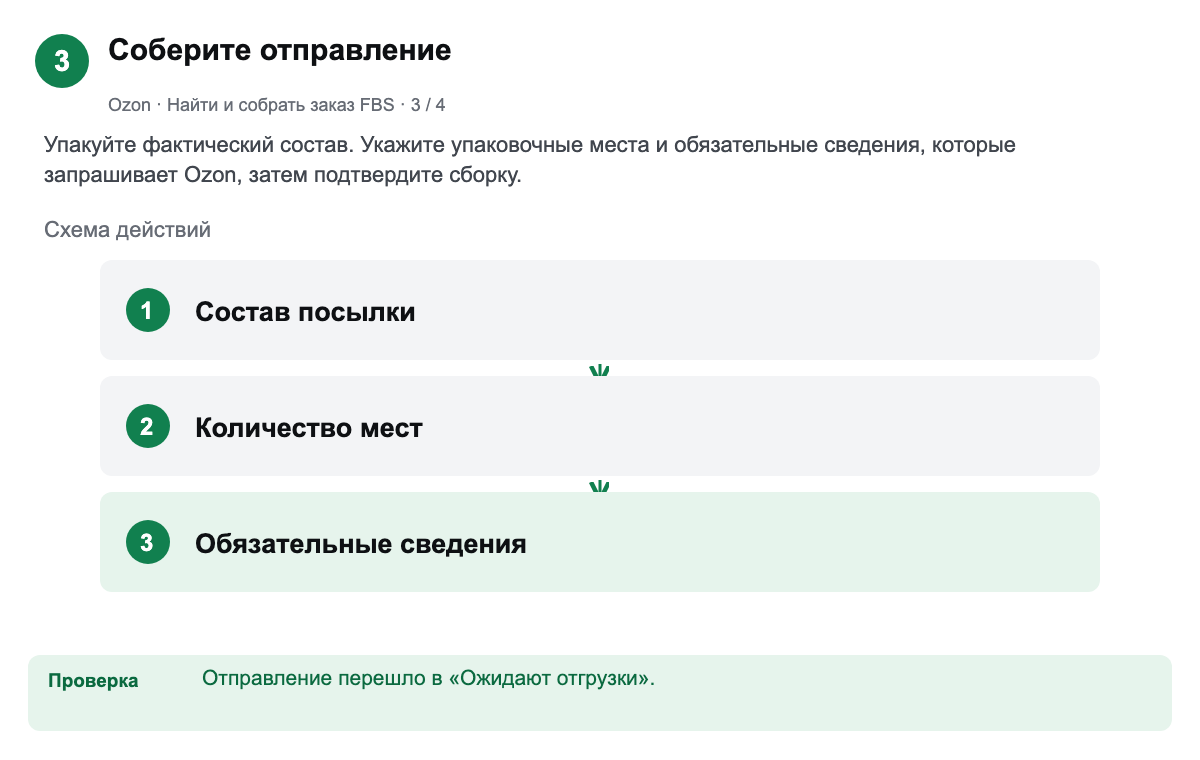 3
Соберите отправление
Ozon · Найти и собрать заказ FBS · 3 / 4
Упакуйте фактический состав. Укажите упаковочные места и обязательные сведения, которые
запрашивает Ozon, затем подтвердите сборку.
Схема действий
1 Состав посылки
2 Количество мест
3 Обязательные сведения
Проверка Отправление перешло в «Ожидают отгрузки».